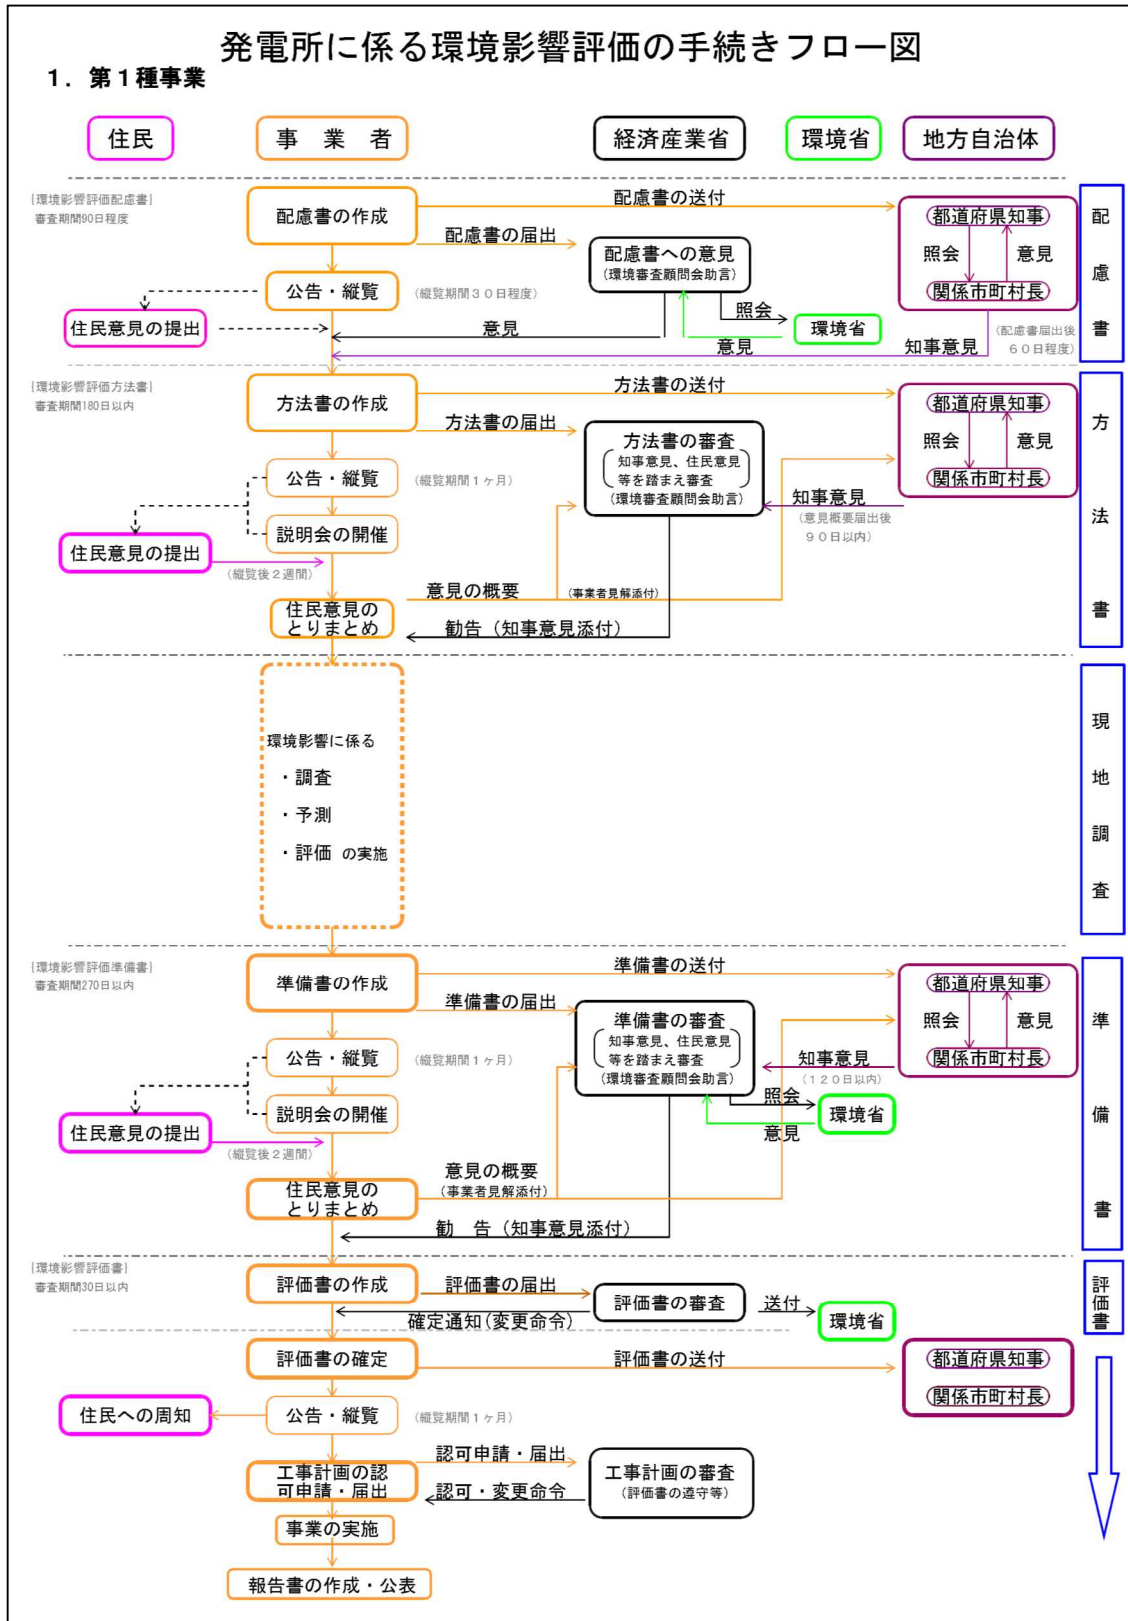 発電所に係る環境影響評価の手続きフロー図
1．第1種事業
住民
事　業　者
経済産業省
環境省
地方自治体
{環境影響評価配慮書}
審査期間90日程度
配慮書の作成
配慮書の送付
配慮書の届出
配慮書への意見
(環境審査顧問会助言)
都道府県知事
照会
意見
関係市町村長
公告・縦覧
(縦覧期間３０日程度)
住民意見の提出
意見
照会
環境省
意見
知事意見
(配慮書届出後
６０日程度)
配慮書
{環境影響評価方法書}
審査期間180日以内
方法書の作成
方法書の送付
方法書の届出
方法書の審査
知事意見、住民意見
等を踏まえ審査
(環境審査顧問会助言)
都道府県知事
照会
意見
関係市町村長
公告・縦覧
(縦覧期間１ヶ月)
知事意見
(意見概要届出後
９０日以内)
説明会の開催
住民意見の提出
(縦覧後２週間)
意見の概要
(事業者見解添付)
住民意見の
とりまとめ
勧告（知事意見添付）
方法書
環境影響に係る
・調査
・予測
・評価 の実施
現地調査
{環境影響評価準備書}
審査期間270日以内
準備書の作成
準備書の送付
準備書の届出
準備書の審査
知事意見、住民意見
等を踏まえ審査
(環境審査顧問会助言)
都道府県知事
照会
意見
関係市町村長
公告・縦覧
(縦覧期間１ヶ月)
知事意見
(１２０日以内)
照会
環境省
意見
説明会の開催
住民意見の提出
(縦覧後２週間)
意見の概要
(事業者見解添付)
住民意見の
とりまとめ
勧　告（知事意見添付）
準備書
{環境影響評価書}
審査期間30日以内
評価書の作成
評価書の届出
評価書の審査
送付
環境省
確定通知(変更命令)
評価書
評価書の確定
評価書の送付
都道府県知事
関係市町村長
住民への周知
公告・縦覧
(縦覧期間１ヶ月)
工事計画の認
可申請・届出
認可申請・届出
認可・変更命令
工事計画の審査
(評価書の遵守等)
事業の実施
報告書の作成・公表